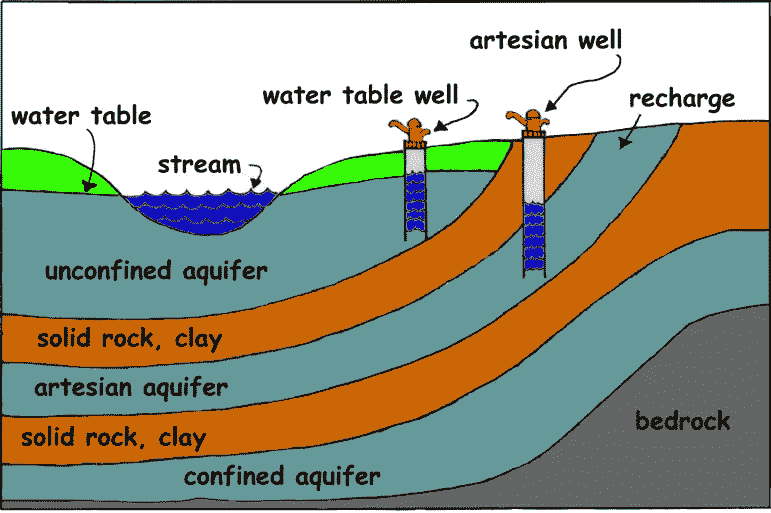 artesian well
water table well
recharge
water table
stream
unconfined aquifer
solid rock, clay
artesian aquifer
bedrock
solid rock, clay
confined aquifer